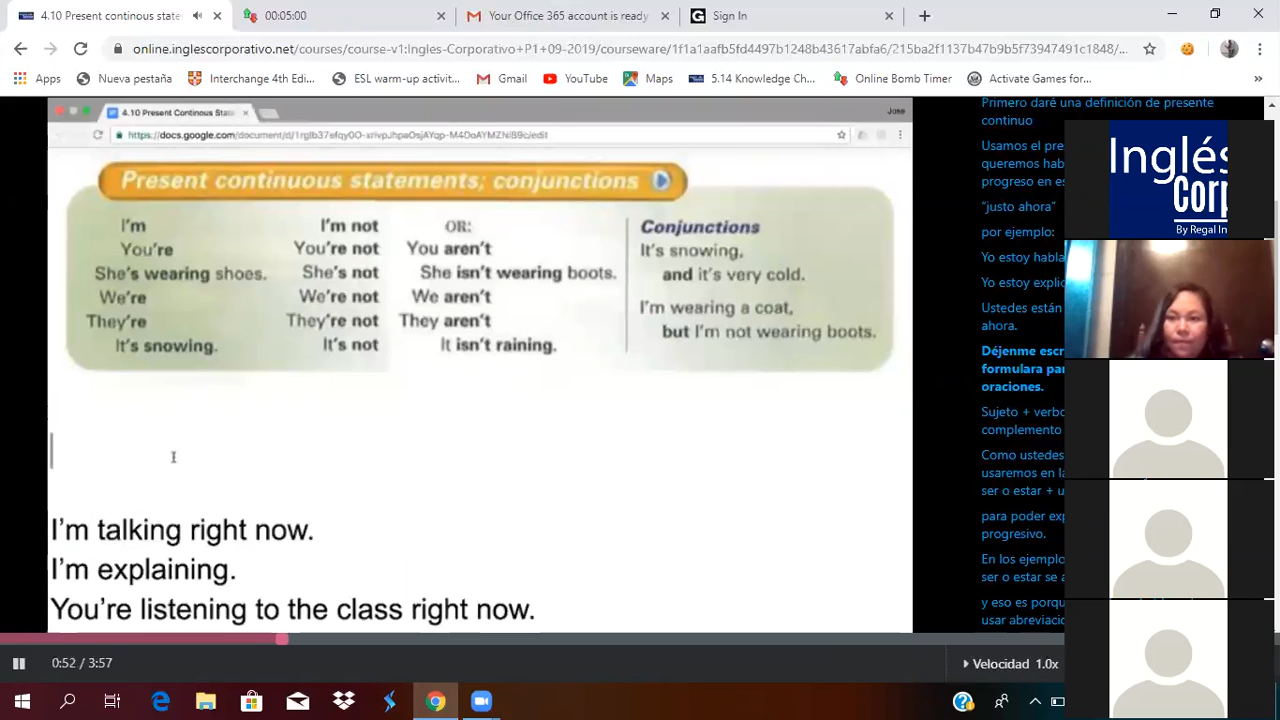 4.10 Present continous state
00:05:00
Your Office 365 account is ready
Sign In
online.inglescorporativo.net/courses/course-v1:Ingles-Corporativo+P1+09-2019/courseware/1f1a1aafb5fd4497b1248b43617abfa6/215ba2f1137b47b9b5f73947491c1848/...
Apps
Nueva pestaña
Interchange 4th Edi...
ESL warm-up activit...
Gmail
YouTube
Maps
5.14 Knowledge Ch...
Online Bomb Timer
Activate Games for...
»
4.10 Present Continous State
Jose
Present continuous statements; conjunctions
I'm I'm not OR: Conjunctions
You're You're not You aren't It's snowing,
She's wearing shoes. She's not She isn't wearing boots. and it's very cold.
We're We're not We aren't I'm wearing a coat,
They're They're not They aren't but I'm not wearing boots.
It's snowing. It's not It isn't raining.
I'm talking right now.
I'm explaining.
You're listening to the class right now.
0:52 / 3:57
Velocidad 1.0x
Primero daré una definición de presente
continuo
Usamos el pre
queremos hab
progreso en es
"justo ahora"
por ejemplo:
Yo estoy habla
Yo estoy explic
Ustedes están
ahora.
Déjenme escr
formulara par
oraciones.
Sujeto + verbo
complemento
Como ustedes
usaremos en la
ser o estar + u
para poder exp
progresivo.
En los ejemplo
ser o estar se a
y eso es porqu
usar abreviacio
Inglés
Corp
By Regal In